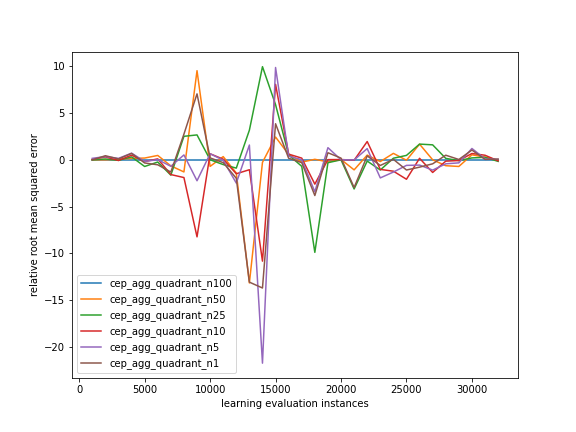 relative root mean squared error
10
5
0
−5
−10
−15
−20
cep_agg_quadrant_n100
cep_agg_quadrant_n50
cep_agg_quadrant_n25
cep_agg_quadrant_n10
cep_agg_quadrant_n5
cep_agg_quadrant_n1
0 5000 10000 15000 20000 25000 30000
learning evaluation instances